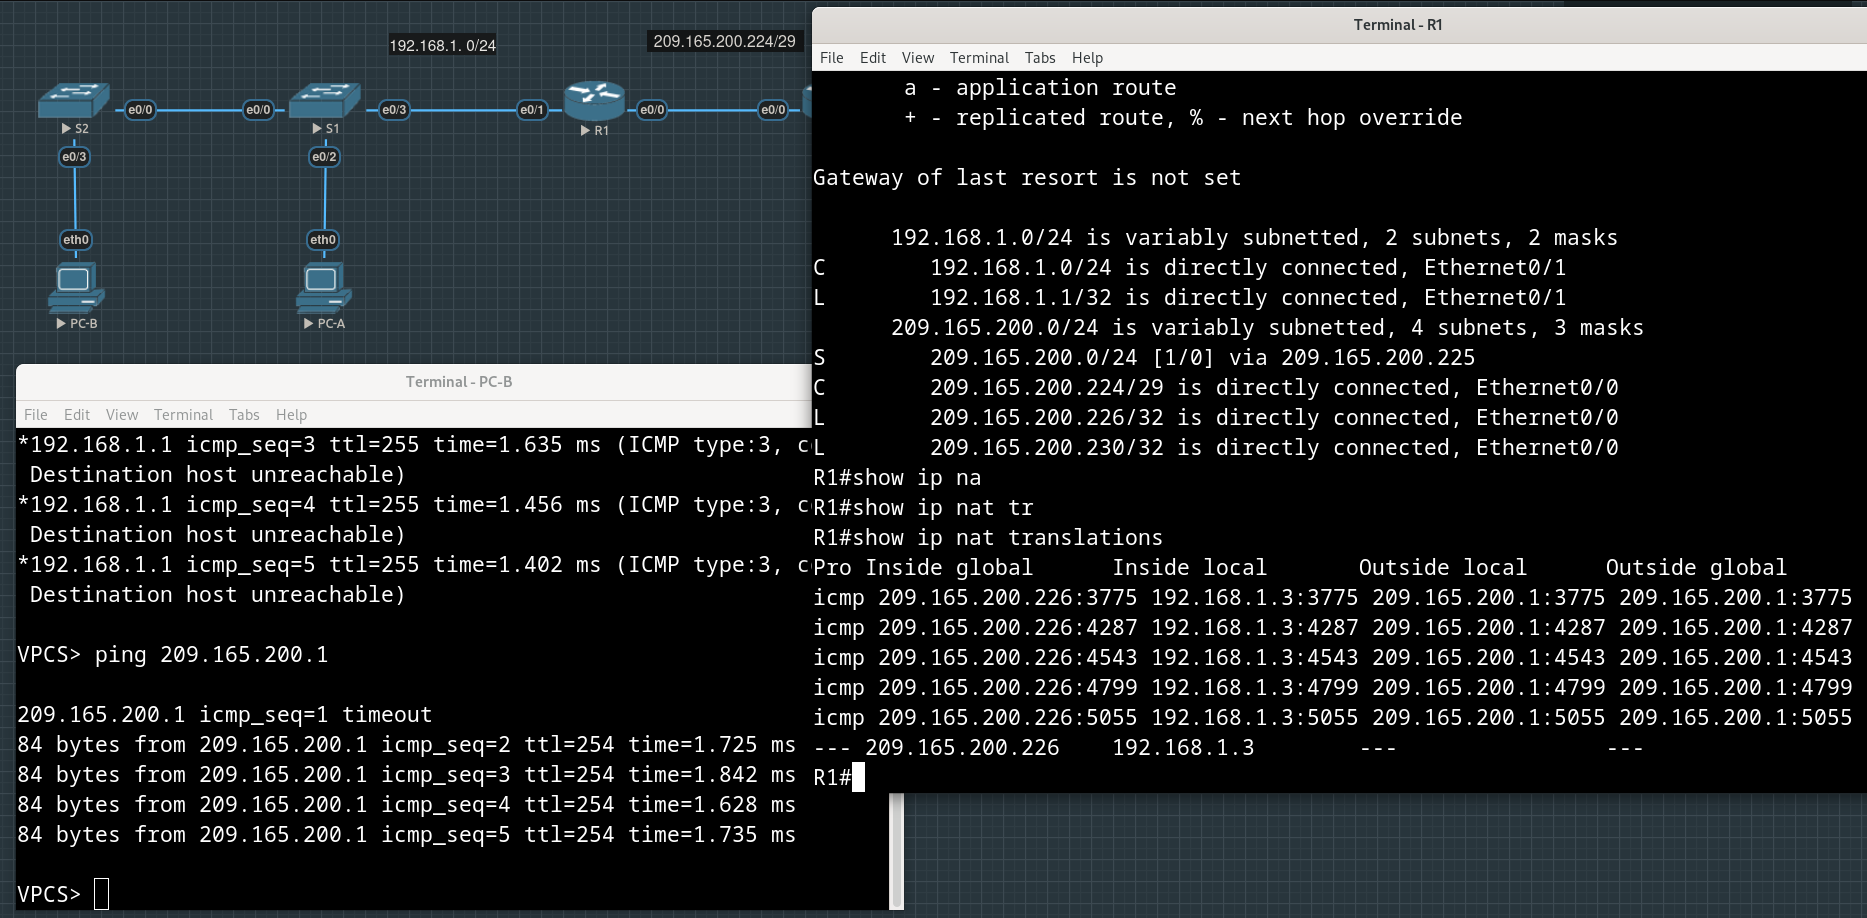 192.168.1. 0/24
209.165.200.224/29
e0/0
e0/0
e0/3
e0/1
e0/0
e0/0
S2
S1
R1
e0/3
e0/2
eth0
eth0
PC-B
PC-A
Terminal - PC-B
File Edit View Terminal Tabs Help
*192.168.1.1 icmp_seq=3 ttl=255 time=1.635 ms (ICMP type:3, c
Destination host unreachable)
*192.168.1.1 icmp_seq=4 ttl=255 time=1.456 ms (ICMP type:3, c
Destination host unreachable)
*192.168.1.1 icmp_seq=5 ttl=255 time=1.402 ms (ICMP type:3, c
Destination host unreachable)
VPCS> ping 209.165.200.1
209.165.200.1 icmp_seq=1 timeout
84 bytes from 209.165.200.1 icmp_seq=2 ttl=254 time=1.725 ms
84 bytes from 209.165.200.1 icmp_seq=3 ttl=254 time=1.842 ms
84 bytes from 209.165.200.1 icmp_seq=4 ttl=254 time=1.628 ms
84 bytes from 209.165.200.1 icmp_seq=5 ttl=254 time=1.735 ms
VPCS>
Terminal - R1
File Edit View Terminal Tabs Help
a - application route
+ - replicated route, % - next hop override
Gateway of last resort is not set
192.168.1.0/24 is variably subnetted, 2 subnets, 2 masks
C 192.168.1.0/24 is directly connected, Ethernet0/1
L 192.168.1.1/32 is directly connected, Ethernet0/1
209.165.200.0/24 is variably subnetted, 4 subnets, 3 masks
S 209.165.200.0/24 [1/0] via 209.165.200.225
C 209.165.200.224/29 is directly connected, Ethernet0/0
L 209.165.200.226/32 is directly connected, Ethernet0/0
L 209.165.200.230/32 is directly connected, Ethernet0/0
R1#show ip na
R1#show ip nat tr
R1#show ip nat translations
Pro Inside global Inside local Outside local Outside global
icmp 209.165.200.226:3775 192.168.1.3:3775 209.165.200.1:3775 209.165.200.1:3775
icmp 209.165.200.226:4287 192.168.1.3:4287 209.165.200.1:4287 209.165.200.1:4287
icmp 209.165.200.226:4543 192.168.1.3:4543 209.165.200.1:4543 209.165.200.1:4543
icmp 209.165.200.226:4799 192.168.1.3:4799 209.165.200.1:4799 209.165.200.1:4799
icmp 209.165.200.226:5055 192.168.1.3:5055 209.165.200.1:5055 209.165.200.1:5055
--- 209.165.200.226 192.168.1.3 --- ---
R1#